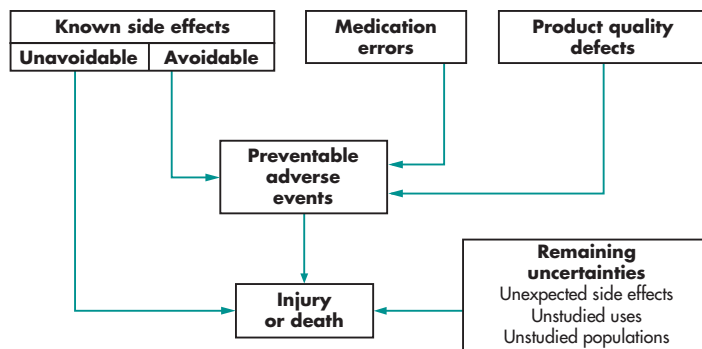 Known side effects
Unavoidable
Avoidable
Medication
errors
Product quality
defects
Preventable
adverse
events
Injury
or death
Remaining
uncertainties
Unexpected side effects
Unstudied uses
Unstudied populations